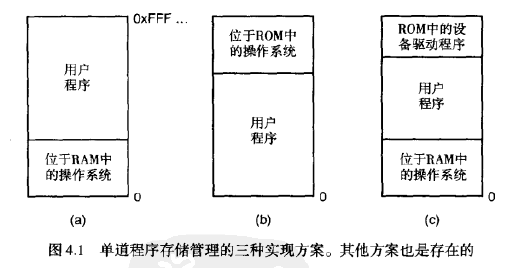 0xFFF …
用户
程序
位于RAM中
的操作系统
0
(a)
位于ROM中
的操作系统
用户
程序
0
(b)
ROM中的设
备驱动程序
用户
程序
位于RAM中
的操作系统
0
(c)
图4.1 单道程序存储管理的三种实现方案。其他方案也是存在的